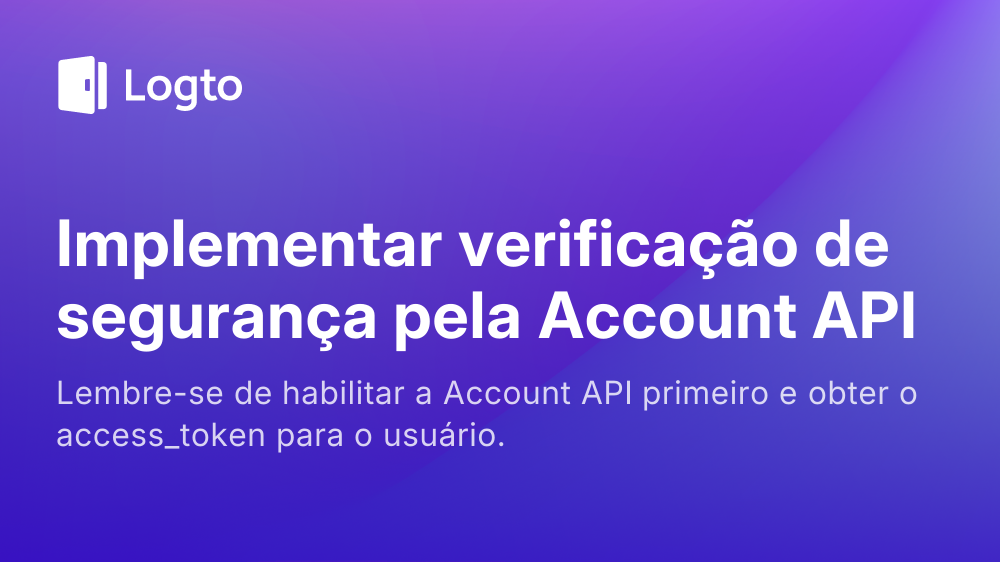 Logto
Implementar verificação de
segurança pela Account API
Lembre-se de habilitar a Account API primeiro e obter o
access_token para o usuário.